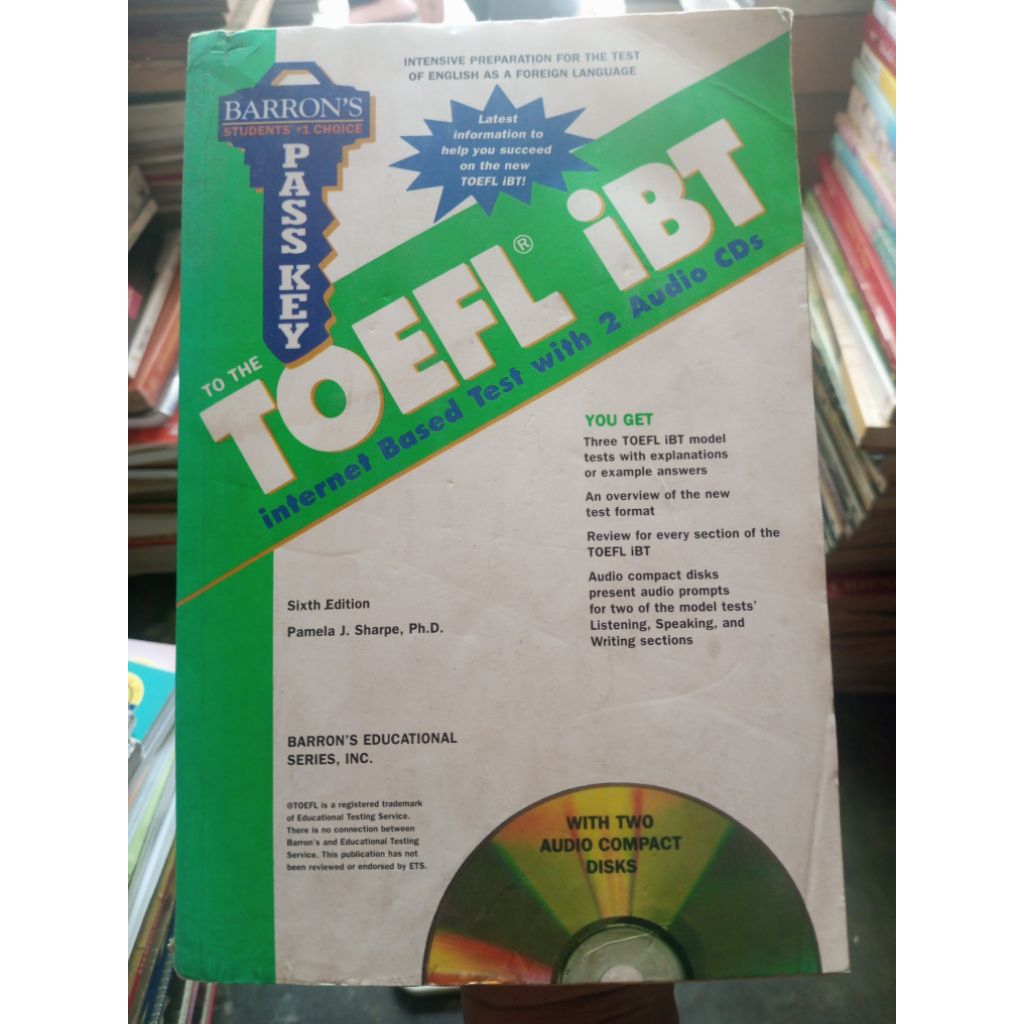 INTENSIVE PREPARATION FOR THE TEST
OF ENGLISH AS A FOREIGN LANGUAGE
BARRON'S
STUDENTS' #1 CHOICE
PASS KEY
Latest
information to
help you succeed
on the new
TOEFL iBT!
TO THE
TOEFL® iBT
internet Based Test with 2 Audio CDs
YOU GET
Three TOEFL iBT model
tests with explanations
or example answers
An overview of the new
test format
Review for every section of the
TOEFL iBT
Audio compact disks
present audio prompts
for two of the model tests'
Listening, Speaking, and
Writing sections
Sixth Edition
Pamela J. Sharpe, Ph.D.
BARRON'S EDUCATIONAL
SERIES, INC.
®TOEFL is a registered trademark
of Educational Testing Service.
There is no connection between
Barron's and Educational Testing
Service. This publication has not
been reviewed or endorsed by ETS.
WITH TWO
AUDIO COMPACT
DISKS